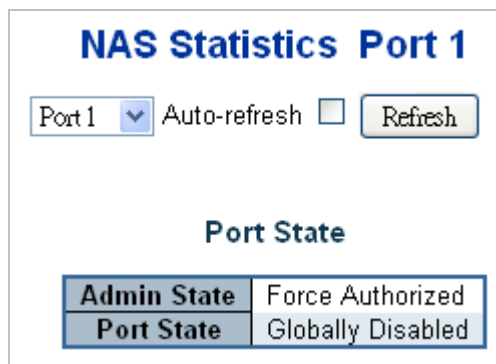 NAS Statistics Port 1
Port 1 Auto-refresh Refresh
Port State
Admin State Force Authorized
Port State Globally Disabled